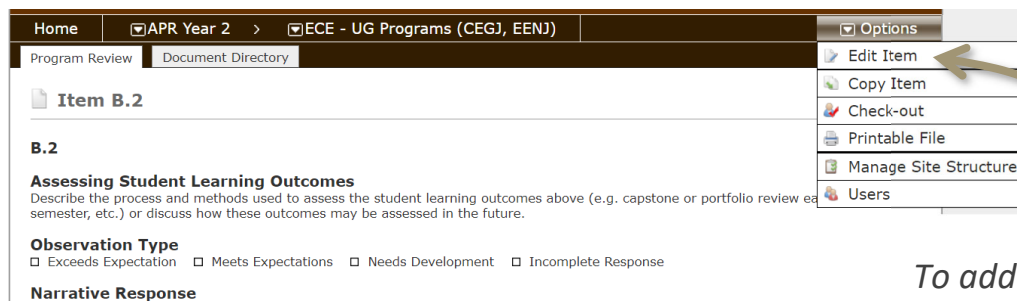 Home APR Year 2 > ECE - UG Programs (CEGJ, EENJ) Options
Program Review Document Directory
Edit Item
Copy Item
Check-out
Printable File
Manage Site Structure
Users
Item B.2
B.2
Assessing Student Learning Outcomes
Describe the process and methods used to assess the student learning outcomes above (e.g. capstone or portfolio review ea
semester, etc.) or discuss how these outcomes may be assessed in the future.
Observation Type
Exceeds Expectation Meets Expectations Needs Development Incomplete Response
To add
Narrative Response